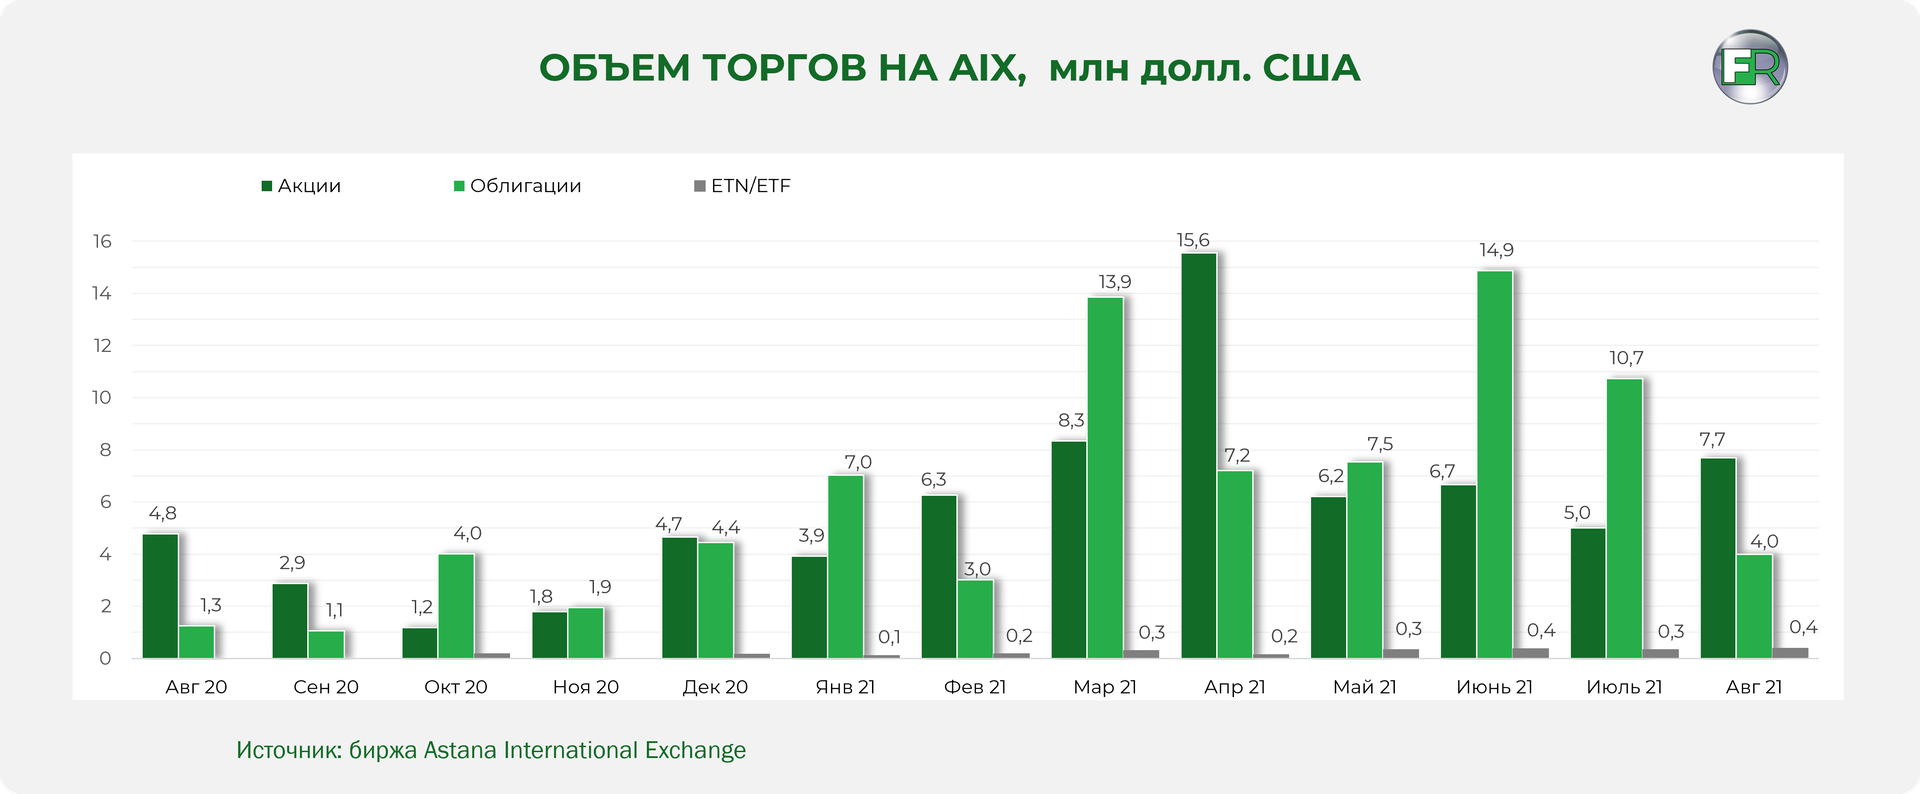 ОБЪЕМ ТОРГОВ НА AIX, млн долл. США
FR
Акции Облигации ETN/ETF
16
14
12
10
8
6
4
2
0
4,8 1,3
2,9 1,1
1,2 4,0
1,8 1,9
4,7 4,4
3,9 7,0 0,1
6,3 3,0 0,2
8,3 13,9 0,3
15,6 7,2 0,2
6,2 7,5 0,3
6,7 14,9 0,4
5,0 10,7 0,3
7,7 4,0 0,4
Авг 20 Сен 20 Окт 20 Ноя 20 Дек 20 Янв 21 Фев 21 Мар 21 Апр 21 Май 21 Июнь 21 Июль 21 Авг 21
Источник: биржа Astana International Exchange